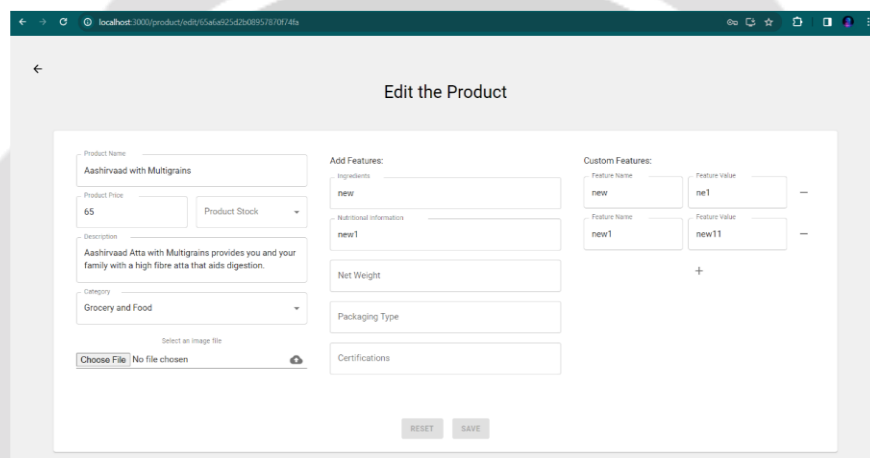 localhost:3000/product/edit/65a6a925d2b08957870f74fa
Edit the Product
Product Name
Aashirvaad with Multigrains
Product Price
65
Product Stock
Description
Aashirvaad Atta with Multigrains provides you and your
family with a high fibre atta that aids digestion.
Category
Grocery and Food
Select an image file
Choose File No file chosen
Add Features:
Ingredients
new
Nutritional Information
new1
Net Weight
Packaging Type
Certifications
Custom Features:
Feature Name Feature Value
new ne1
Feature Name Feature Value
new1 new11
RESET SAVE